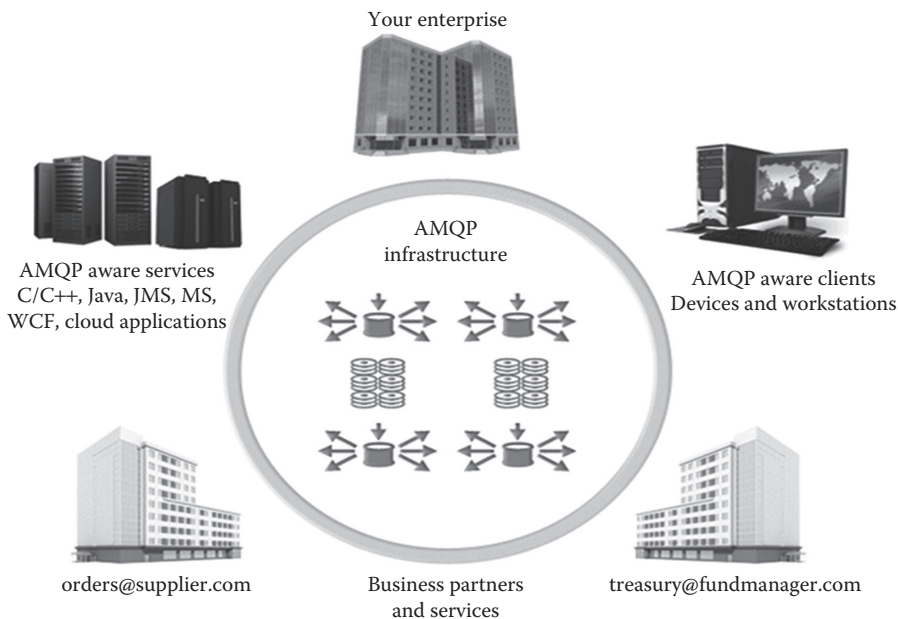 Your enterprise
AMQP
infrastructure
AMQP aware services
C/C++, Java, JMS, MS,
WCF, cloud applications
AMQP aware clients
Devices and workstations
orders@supplier.com
Business partners
and services
treasury@fundmanager.com